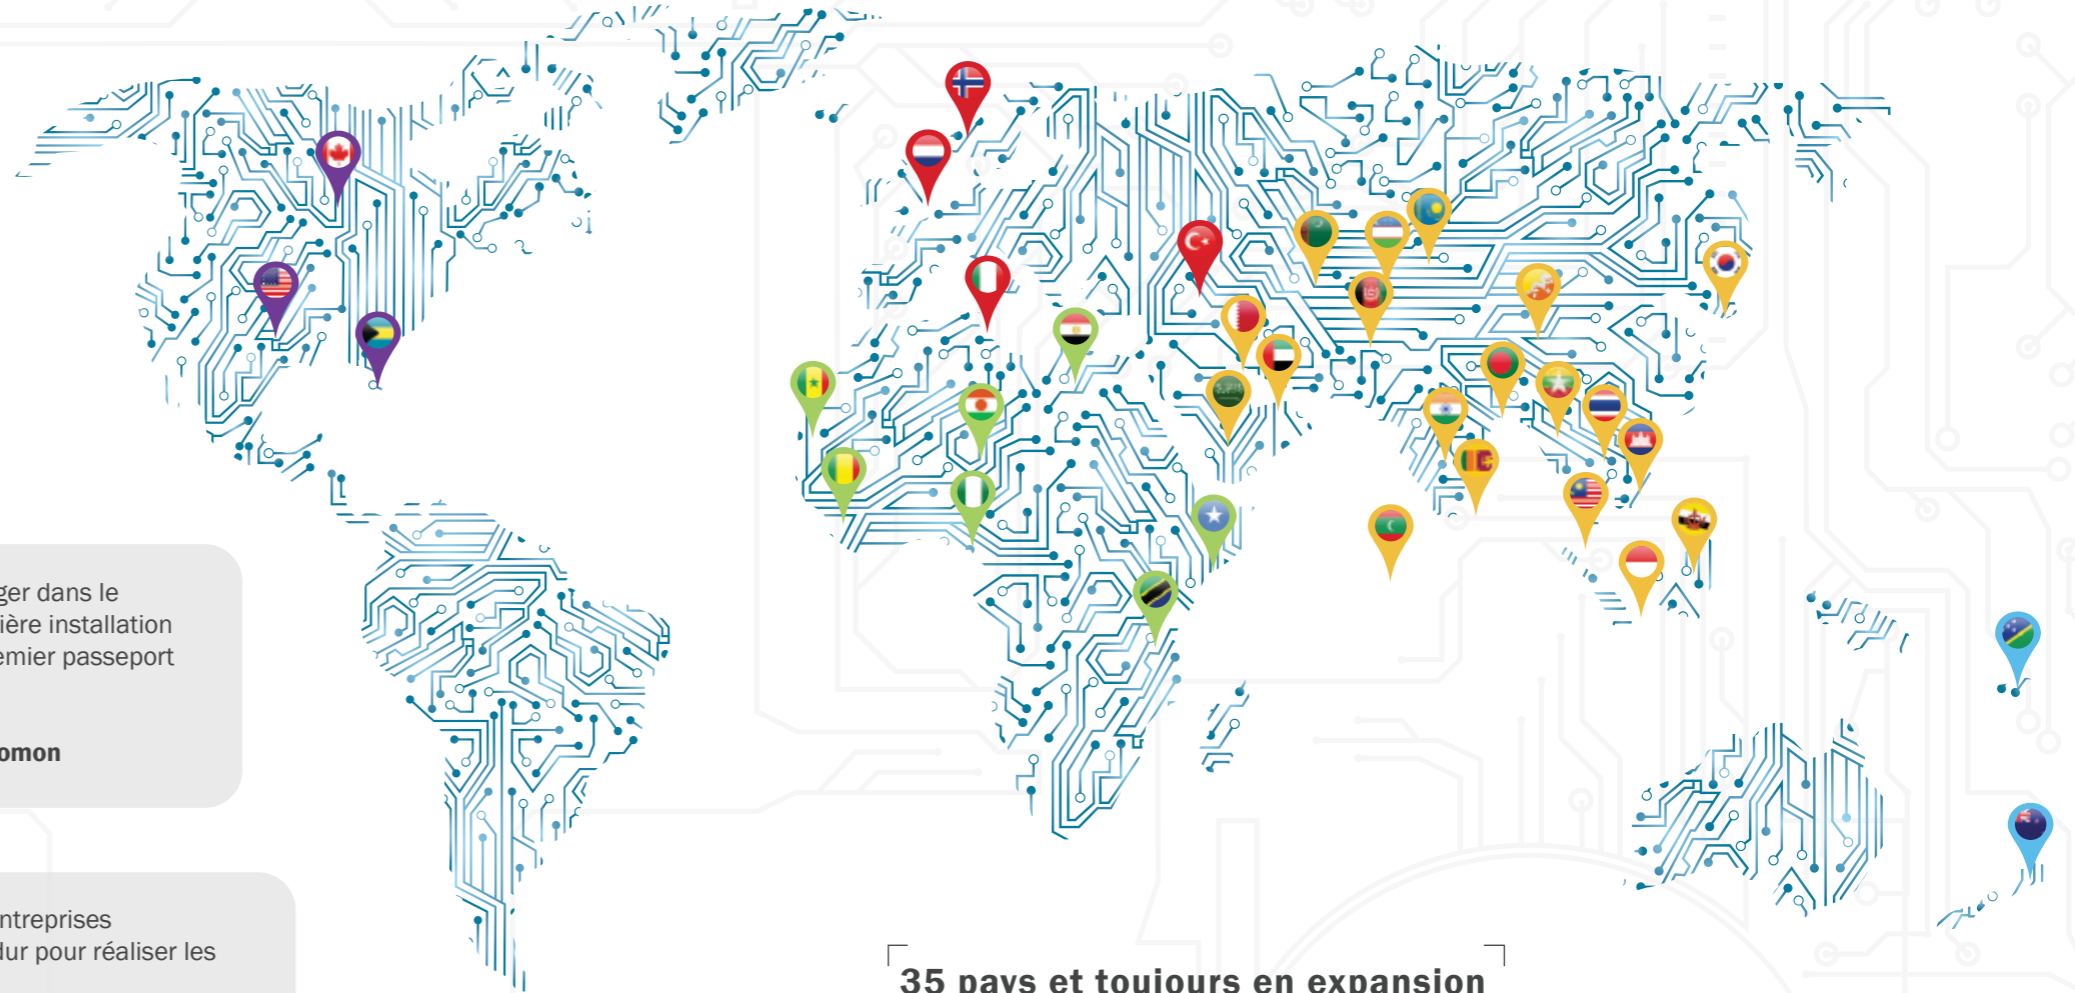 ger dans le
ière installation
emier passeport
omon
ntreprises
dur pour réaliser les
35 pays et toujours en expansion